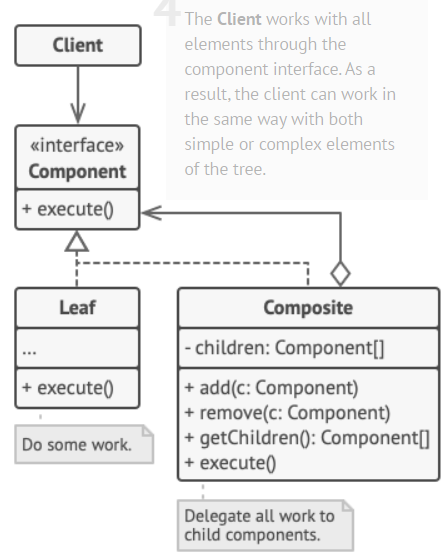 4
The Client works with all
elements through the
component interface. As a
result, the client can work in
the same way with both
simple or complex elements
of the tree.
Client
«interface»
Component
+ execute()
Leaf
...
+ execute()
Do some work.
Composite
- children: Component[]
+ add(c: Component)
+ remove(c: Component)
+ getChildren(): Component[]
+ execute()
Delegate all work to
child components.